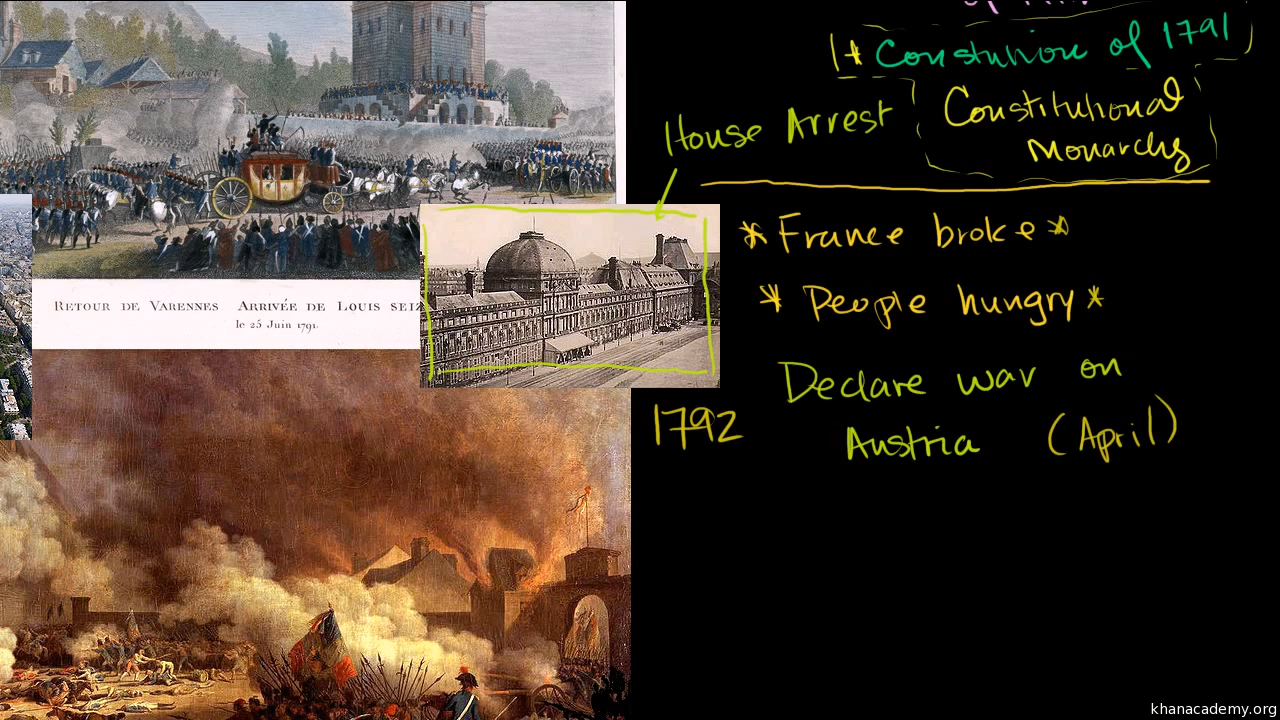 1* Constution of 1791
House Arrest
Constitutional
Monarchy
*France broke*
* People hungry*
Declare war on
Austria (April)
1792
RETOUR DE VARENNES ARRIVÉE DE LOUIS SEIZ
le 25 Juin 1791.
khanacademy.org